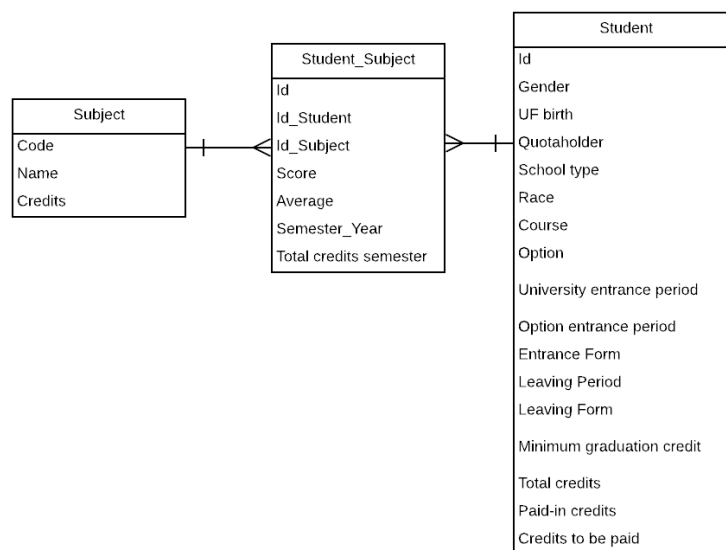 Subject
Code
Name
Credits
Student_Subject
Id
Id_Student
Id_Subject
Score
Average
Semester_Year
Total credits semester
Student
Id
Gender
UF birth
Quotaholder
School type
Race
Course
Option
University entrance period
Option entrance period
Entrance Form
Leaving Period
Leaving Form
Minimum graduation credit
Total credits
Paid-in credits
Credits to be paid